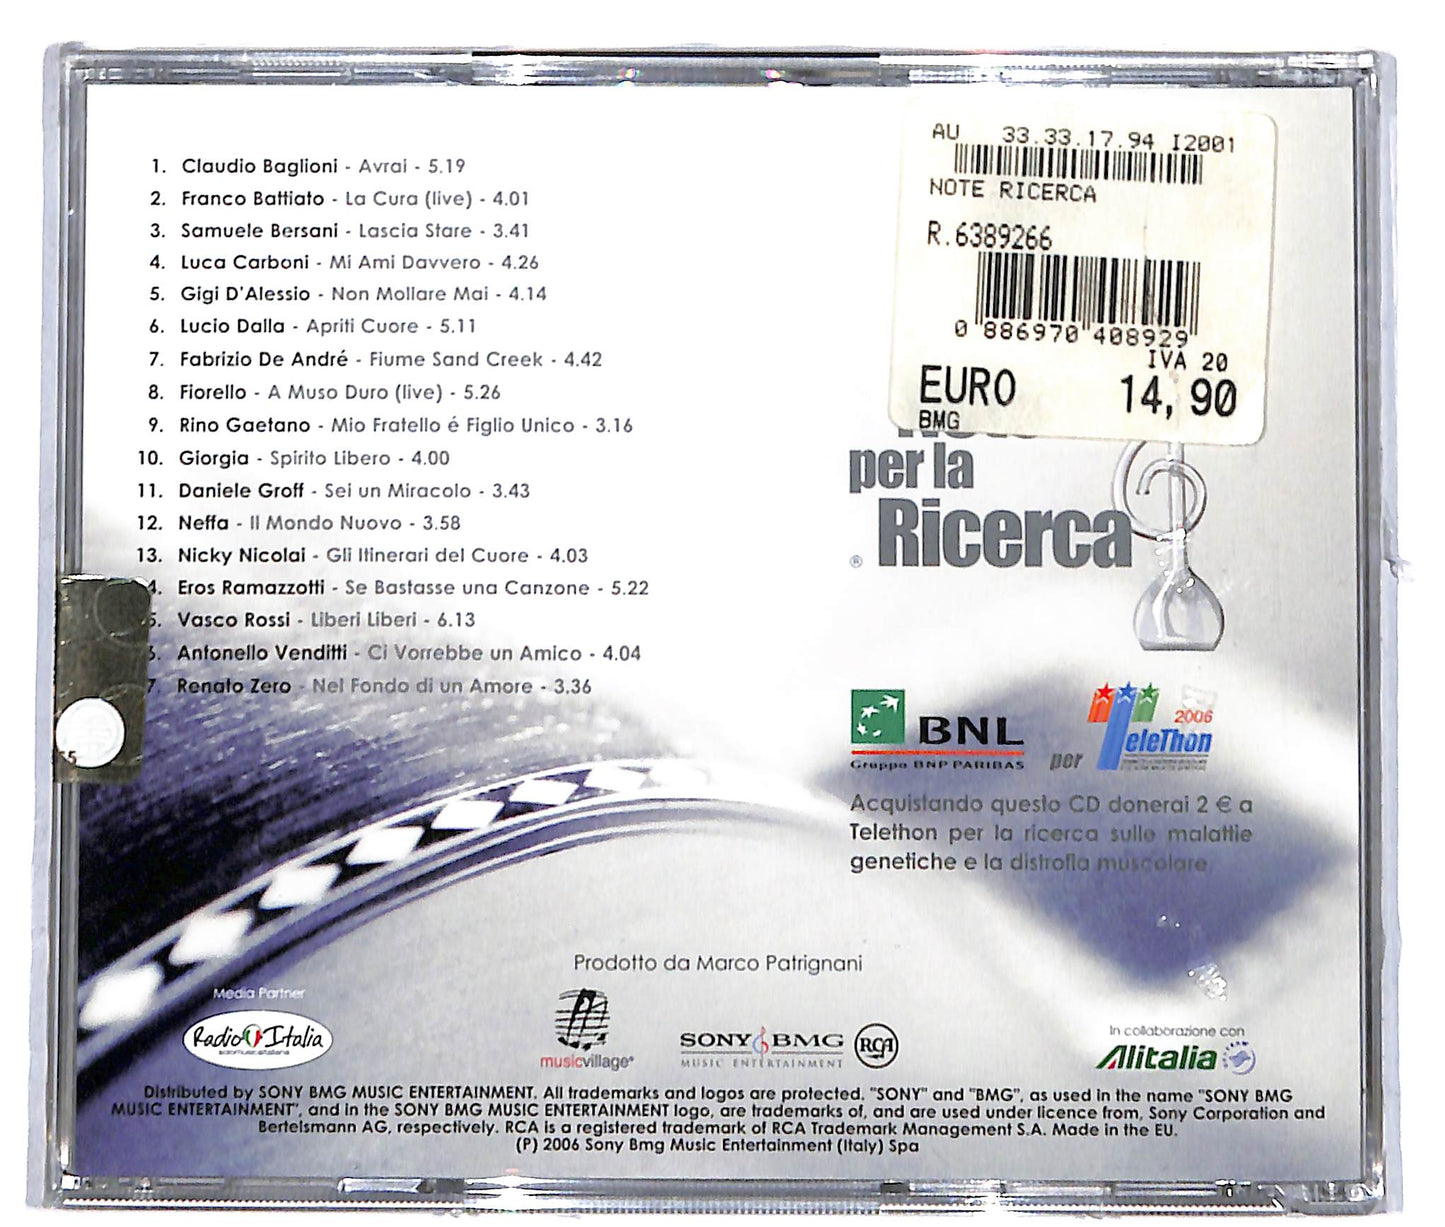 1. Claudio Baglioni - Avrai - 5.19
2. Franco Battiato - La Cura (live) - 4.01
3. Samuele Bersani - Lascia Stare - 3.41
4. Luca Carboni - Mi Ami Davvero - 4.26
5. Gigi D'Alessio - Non Mollare Mai - 4.14
6. Lucio Dalla - Apriti Cuore - 5.11
7. Fabrizio De André - Fiume Sand Creek - 4.42
8. Fiorello - A Muso Duro (live) - 5.26
9. Rino Gaetano - Mio Fratello é Figlio Unico - 3.16
10. Giorgia - Spirito Libero - 4.00
11. Daniele Groff - Sei un Miracolo - 3.43
12. Neffa - Il Mondo Nuovo - 3.58
13. Nicky Nicolai - Gli Itinerari del Cuore - 4.03
4. Eros Ramazzotti - Se Bastasse una Canzone - 5.22
5. Vasco Rossi - Liberi Liberi - 6.13
6. Antonello Venditti - Ci Vorrebbe un Amico - 4.04
7. Renato Zero - Nel Fondo di un Amore - 3.36
AU 33.33.17.94 I2001
NOTE RICERCA
R.6389266
0 886970 408929
IVA 20
EURO 14,90
BMG
per la
Ricerca
®
BNL
Gruppo BNP PARIBAS
per
2006
TeleThon
Acquistando questo CD donerai 2 € a
Telethon per la ricerca sulle malattie
genetiche e la distrofia muscolare
Prodotto da Marco Patrignani
Media Partner
Radio Italia
solomusicaitaliana
musicvillage
SONY BMG
MUSIC ENTERTAINMENT
RCA
In collaborazione con
Alitalia
Distributed by SONY BMG MUSIC ENTERTAINMENT. All trademarks and logos are protected. "SONY" and "BMG", as used in the name "SONY BMG
MUSIC ENTERTAINMENT", and in the SONY BMG MUSIC ENTERTAINMENT logo, are trademarks of, and are used under licence from, Sony Corporation and
Bertelsmann AG, respectively. RCA is a registered trademark of RCA Trademark Management S.A. Made in the EU.
(P) 2006 Sony Bmg Music Entertainment (Italy) Spa